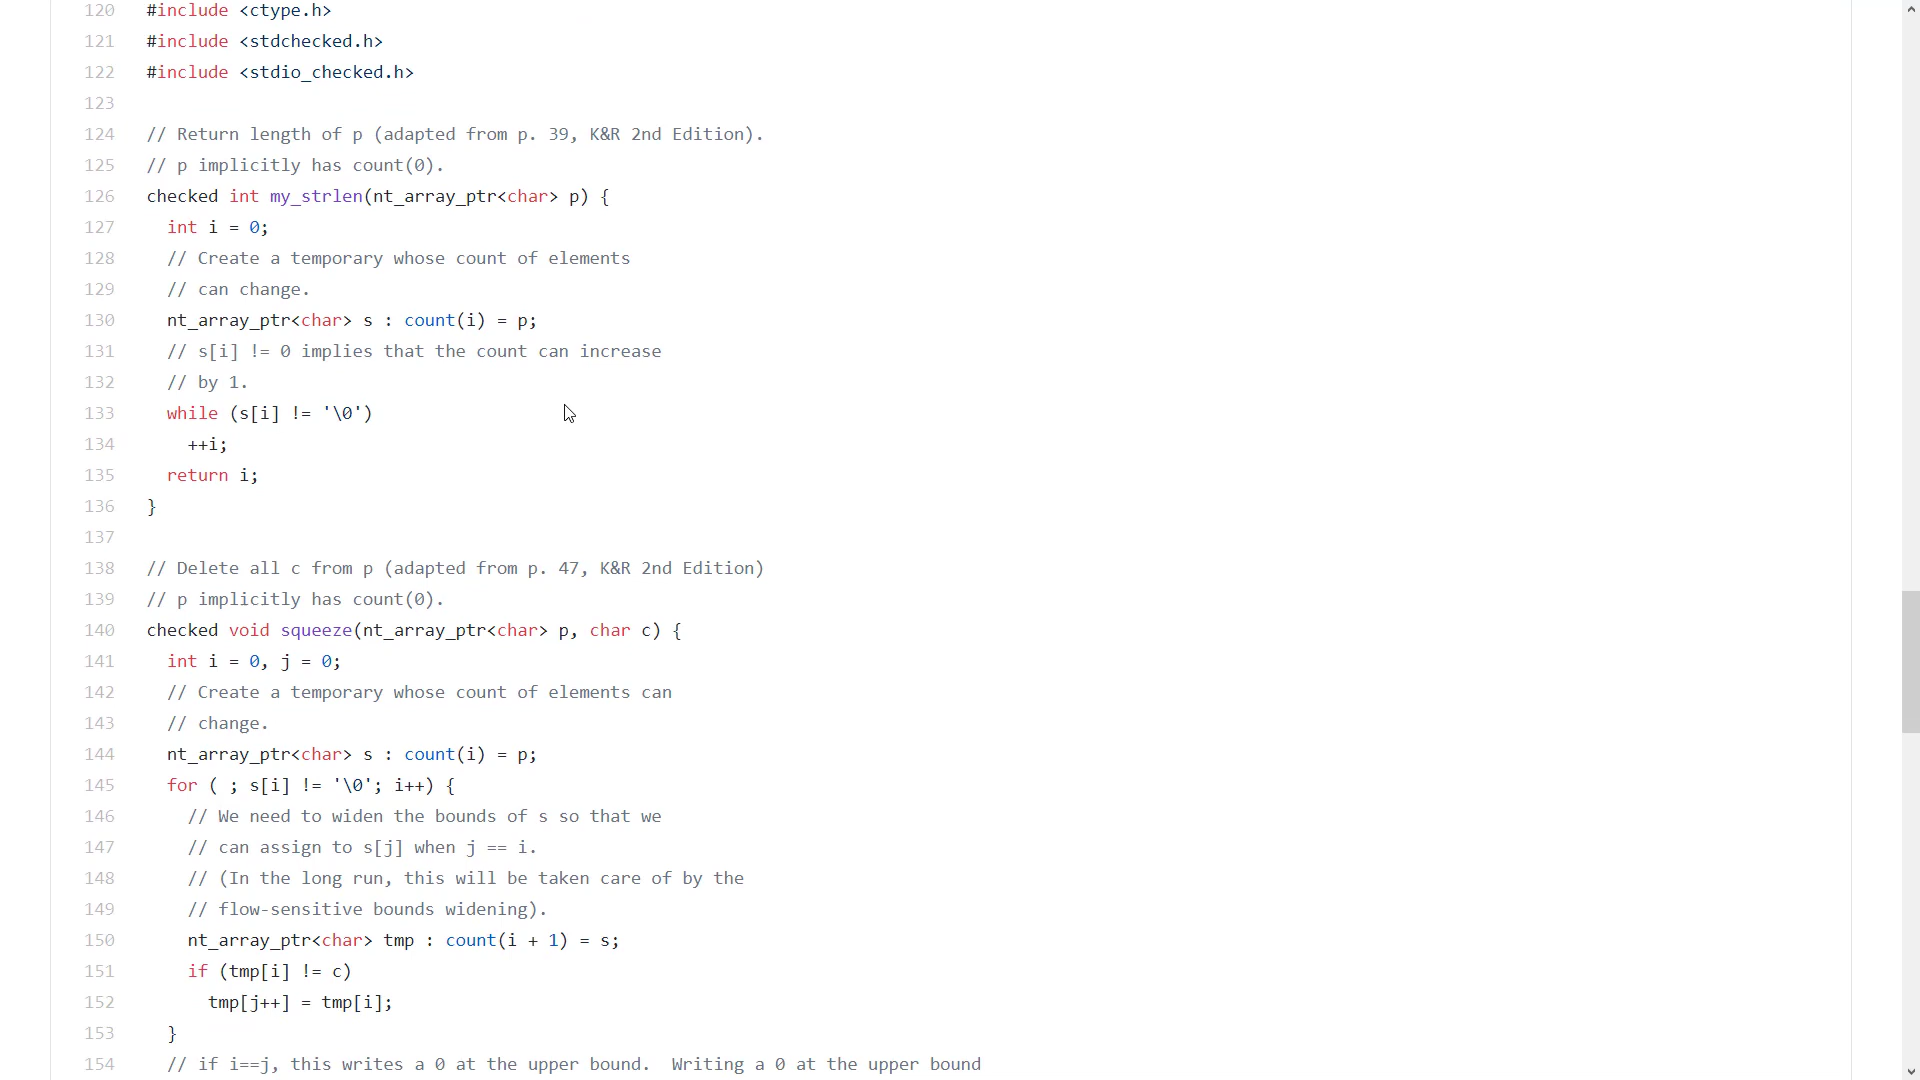 120 #include <ctype.h>
121 #include <stdchecked.h>
122 #include <stdio_checked.h>
123
124 // Return length of p (adapted from p. 39, K&R 2nd Edition).
125 // p implicitly has count(0).
126 checked int my_strlen(nt_array_ptr<char> p) {
127   int i = 0;
128   // Create a temporary whose count of elements
129   // can change.
130   nt_array_ptr<char> s : count(i) = p;
131   // s[i] != 0 implies that the count can increase
132   // by 1.
133   while (s[i] != '\0')
134     ++i;
135   return i;
136 }
137
138 // Delete all c from p (adapted from p. 47, K&R 2nd Edition)
139 // p implicitly has count(0).
140 checked void squeeze(nt_array_ptr<char> p, char c) {
141   int i = 0, j = 0;
142   // Create a temporary whose count of elements can
143   // change.
144   nt_array_ptr<char> s : count(i) = p;
145   for ( ; s[i] != '\0'; i++) {
146     // We need to widen the bounds of s so that we
147     // can assign to s[j] when j == i.
148     // (In the long run, this will be taken care of by the
149     // flow-sensitive bounds widening).
150     nt_array_ptr<char> tmp : count(i + 1) = s;
151     if (tmp[i] != c)
152       tmp[j++] = tmp[i];
153   }
154   // if i==j, this writes a 0 at the upper bound.  Writing a 0 at the upper bound